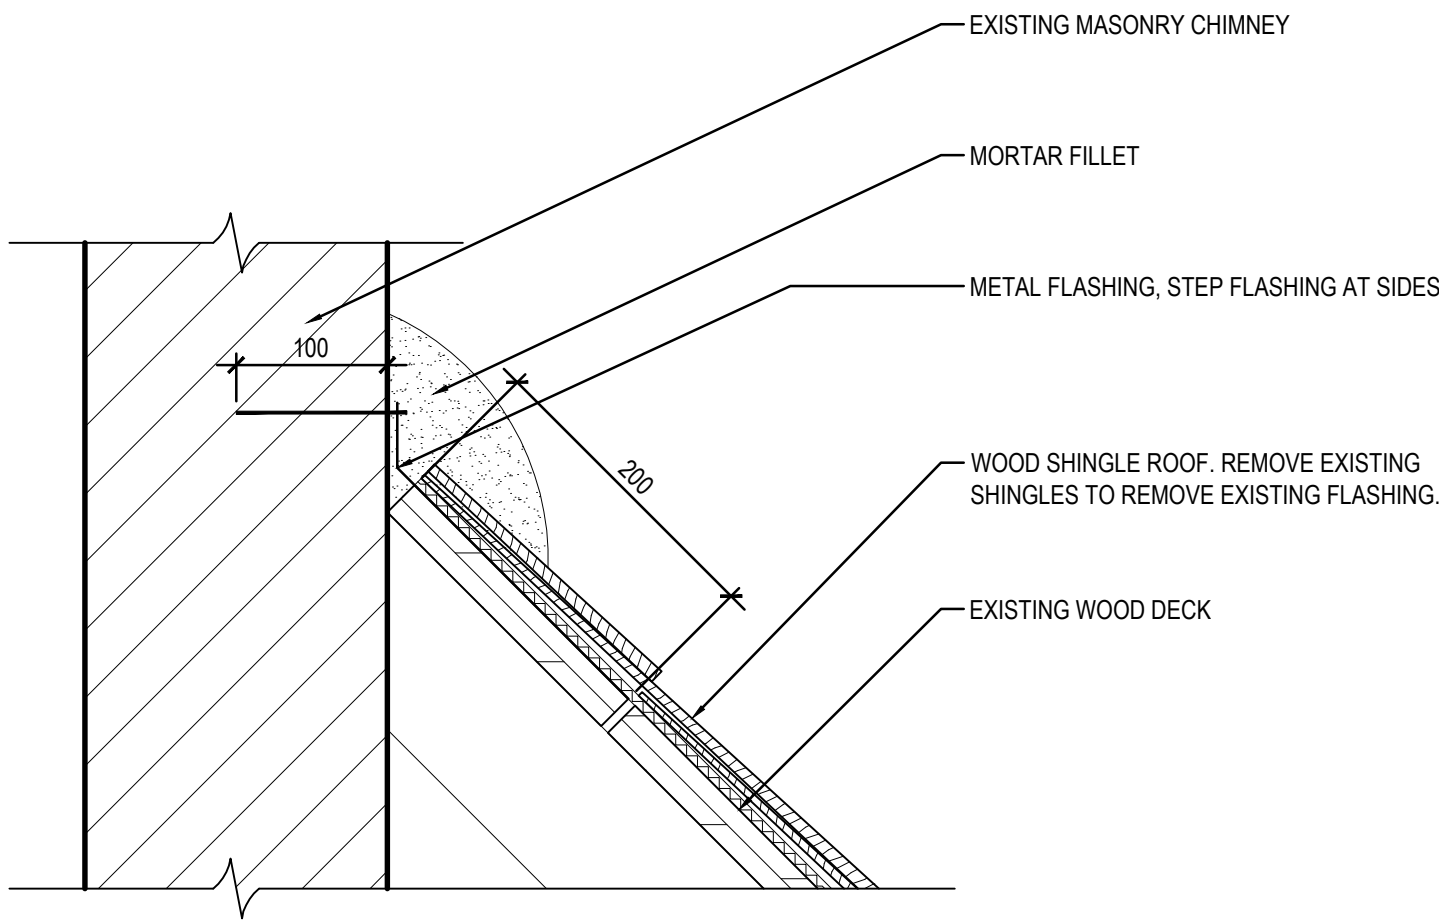 EXISTING MASONRY CHIMNEY
MORTAR FILLET
METAL FLASHING, STEP FLASHING AT SIDES
100
200
WOOD SHINGLE ROOF. REMOVE EXISTING
SHINGLES TO REMOVE EXISTING FLASHING.
EXISTING WOOD DECK